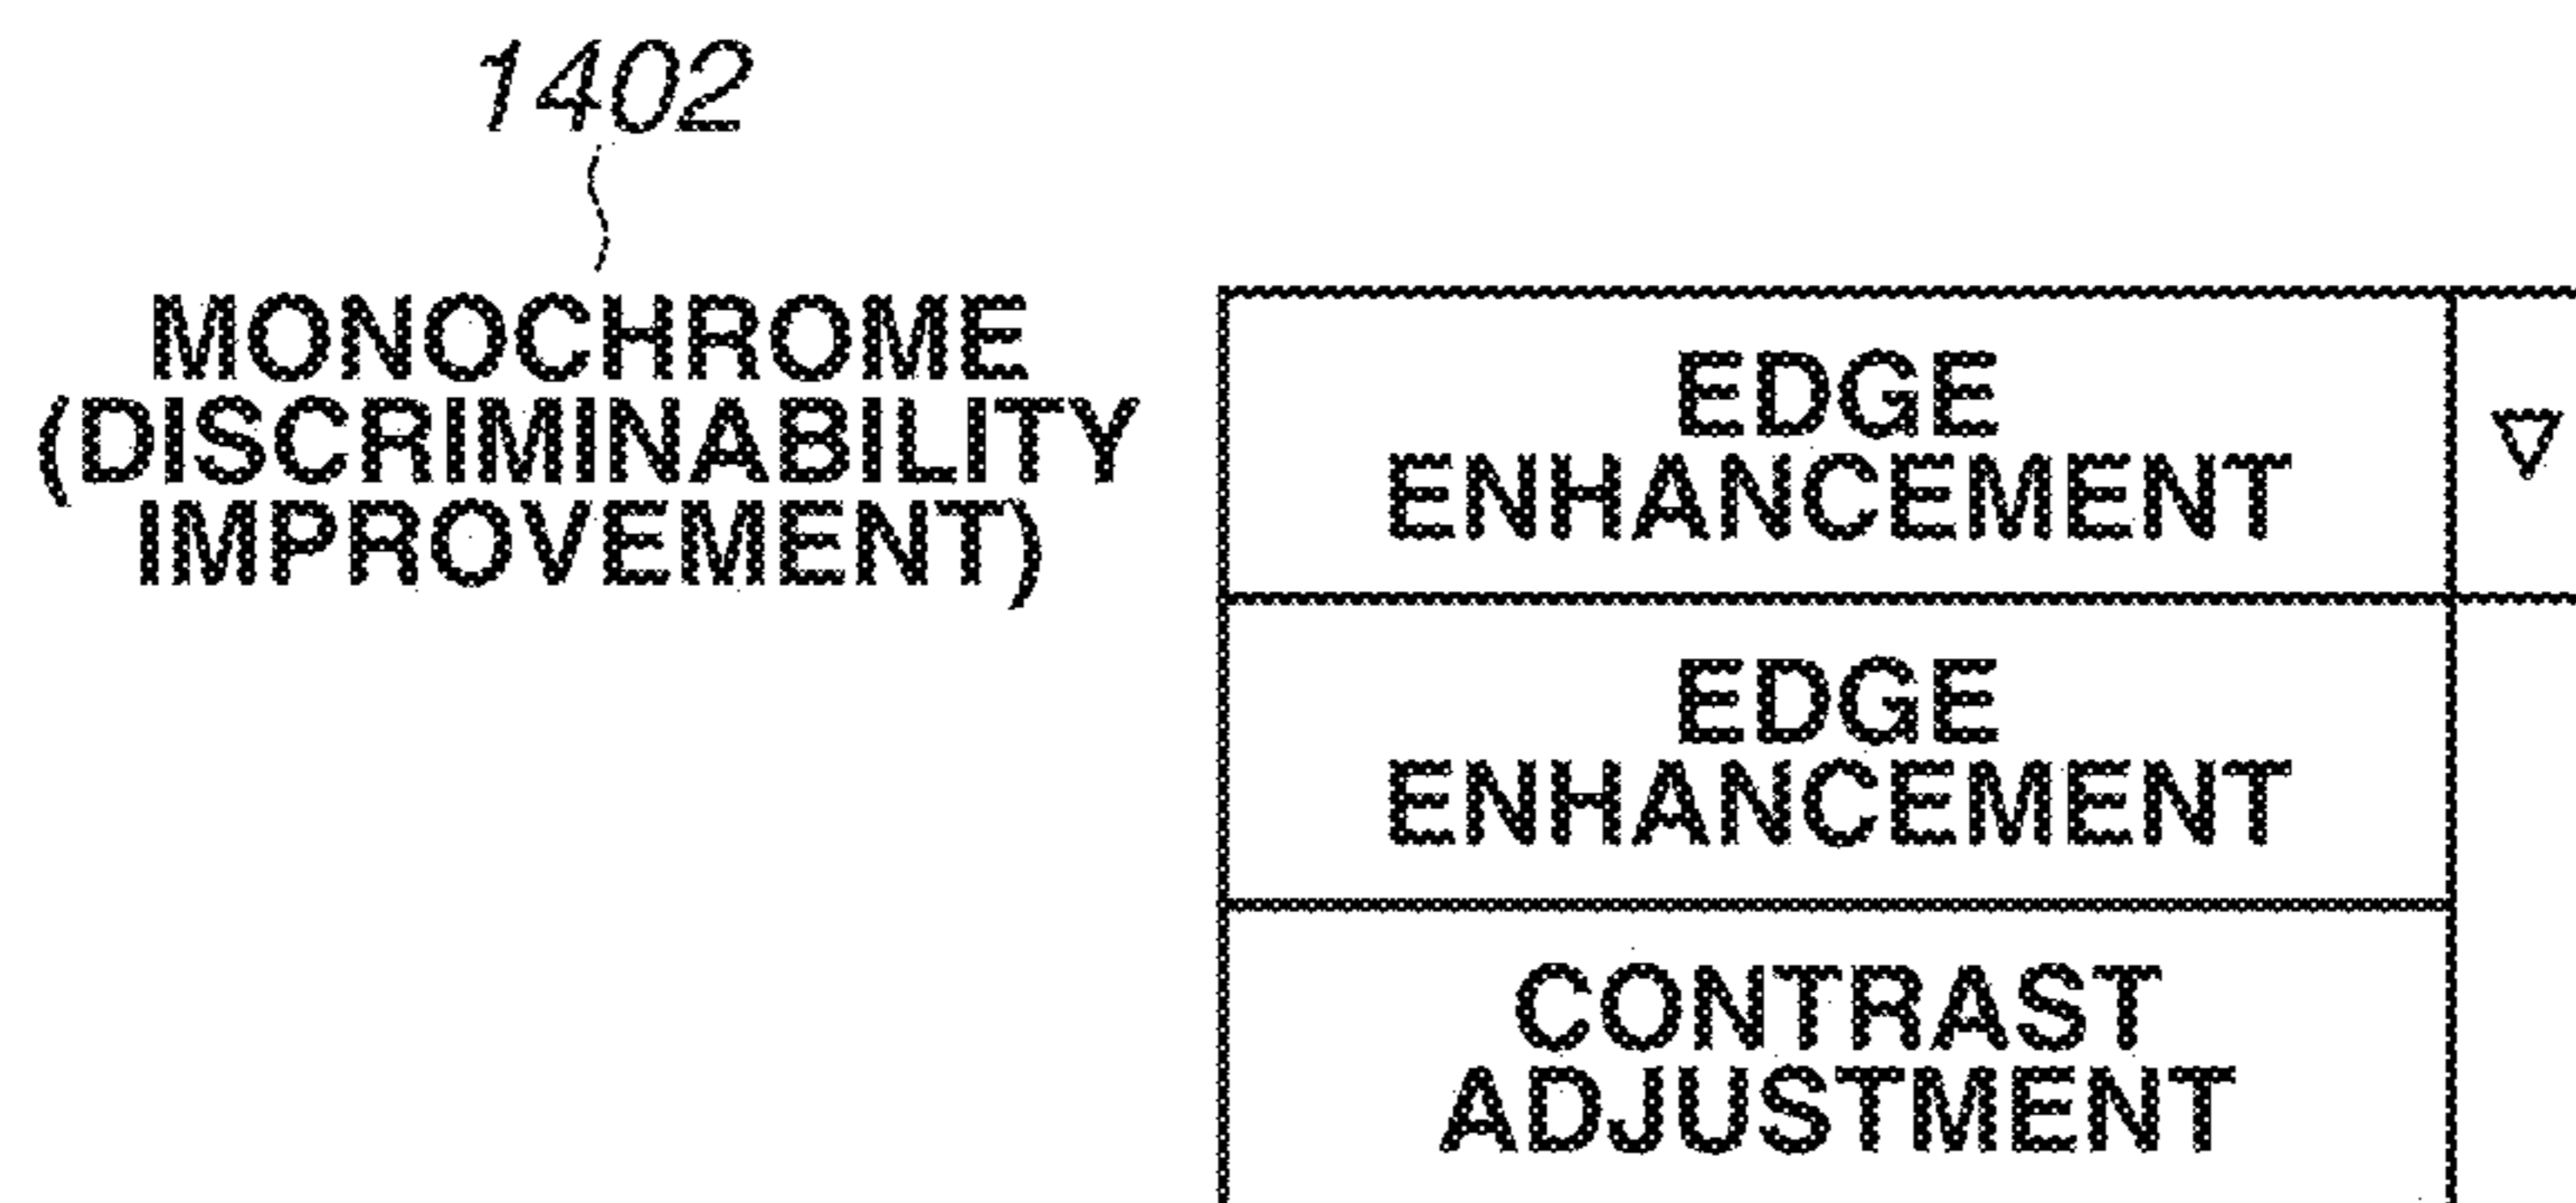 1402
MONOCHROME
(DISCRIMINABILITY
IMPROVEMENT)
EDGE
ENHANCEMENT
EDGE
ENHANCEMENT
CONTRAST
ADJUSTMENT